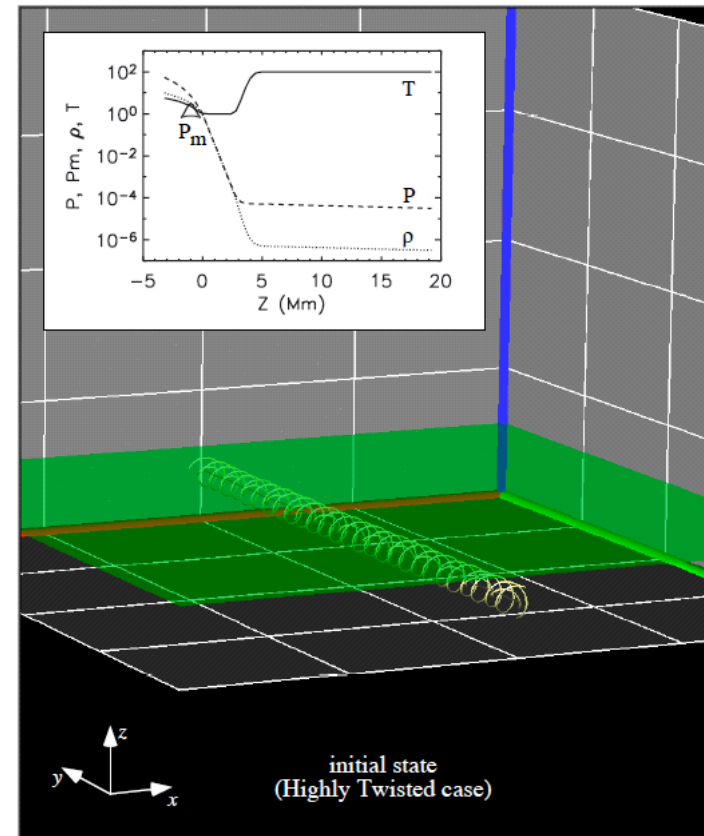 P, Pm, ρ, T
10²
10⁰
10⁻²
10⁻⁴
10⁻⁶
T
Pm
P
ρ
−5
0
5
10
15
20
Z (Mm)
z
y
x
initial state
(Highly Twisted case)